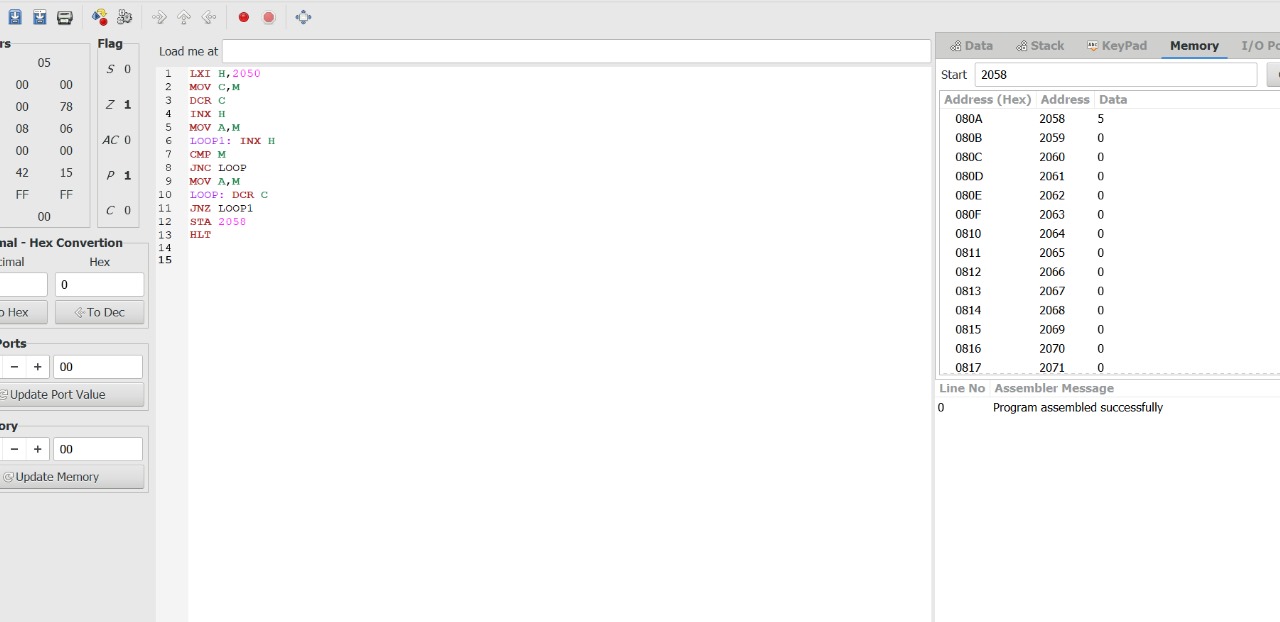 rs
Flag
05
S 0
00 00
00 78
Z 1
08 06
AC 0
00 00
42 15
P 1
FF FF
00
C 0
mal - Hex Convertion
cimal Hex
0
o Hex To Dec
Ports
− + 00
Update Port Value
ory
− + 00
Update Memory
Load me at
1 LXI H,2050
2 MOV C,M
3 DCR C
4 INX H
5 MOV A,M
6 LOOP1: INX H
7 CMP M
8 JNC LOOP
9 MOV A,M
10 LOOP: DCR C
11 JNZ LOOP1
12 STA 2058
13 HLT
14
15
Data Stack KeyPad Memory I/O Po
Start 2058
Address (Hex) Address Data
080A 2058 5
080B 2059 0
080C 2060 0
080D 2061 0
080E 2062 0
080F 2063 0
0810 2064 0
0811 2065 0
0812 2066 0
0813 2067 0
0814 2068 0
0815 2069 0
0816 2070 0
0817 2071 0
Line No Assembler Message
0 Program assembled successfully